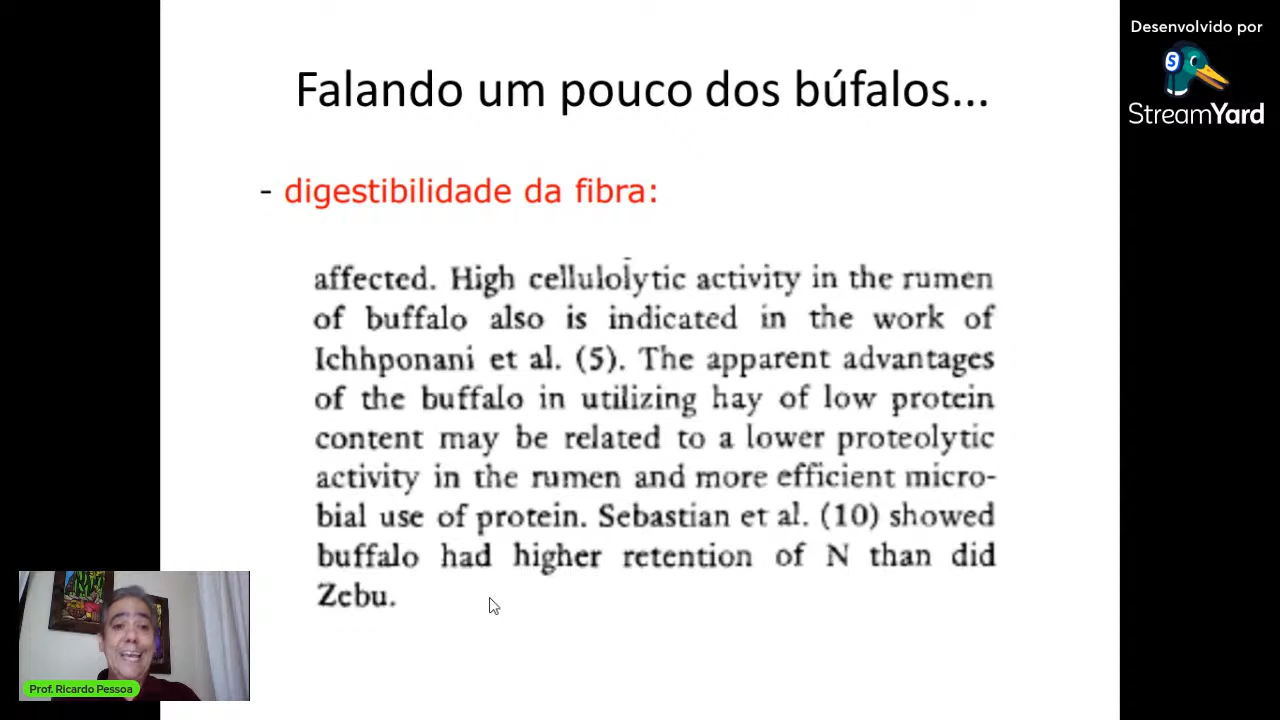 Desenvolvido por
StreamYard
Falando um pouco dos búfalos...
- digestibilidade da fibra:
affected. High cellulolytic activity in the rumen
of buffalo also is indicated in the work of
Ichhponani et al. (5). The apparent advantages
of the buffalo in utilizing hay of low protein
content may be related to a lower proteolytic
activity in the rumen and more efficient micro-
bial use of protein. Sebastian et al. (10) showed
buffalo had higher retention of N than did
Zebu.
Prof. Ricardo Pessoa